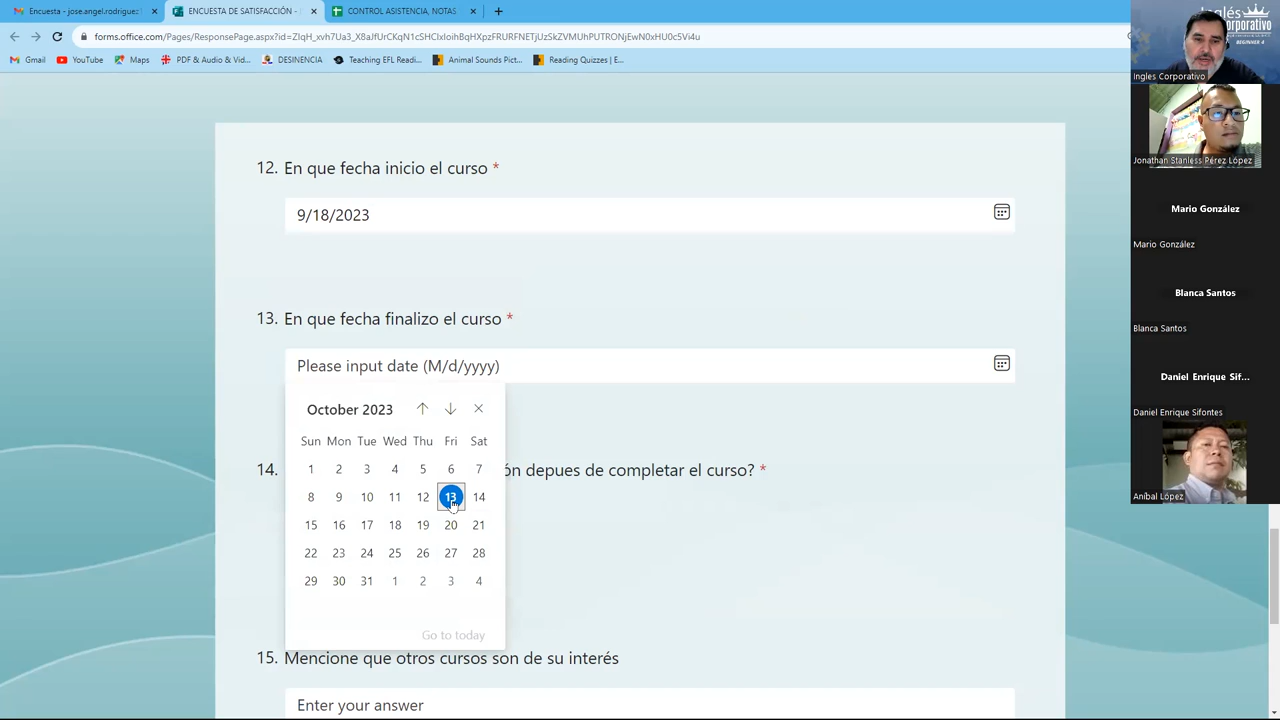 Encuesta - jose.angel.rodriguez
ENCUESTA DE SATISFACCIÓN -
CONTROL ASISTENCIA, NOTAS
forms.office.com/Pages/ResponsePage.aspx?id=
Gmail
YouTube
Maps
PDF & Audio & Vid...
DESINENCIA
Teaching EFL Readi...
Animal Sounds Pict...
Reading Quizzes | E...
Inglés
Corporativo
BEGINNER 4
Ingles Corporativo
Jonathan Stanless Pérez López
Mario González
Mario González
Blanca Santos
Blanca Santos
Daniel Enrique Sif...
Daniel Enrique Sifontes
Aníbal López
12. En que fecha inicio el curso *
9/18/2023
13. En que fecha finalizo el curso *
Please input date (M/d/yyyy)
October 2023
Sun Mon Tue Wed Thu Fri Sat
1 2 3 4 5 6 7
8 9 10 11 12 13 14
15 16 17 18 19 20 21
22 23 24 25 26 27 28
29 30 31 1 2 3 4
Go to today
14. ón depues de completar el curso? *
15. Mencione que otros cursos son de su interés
Enter your answer